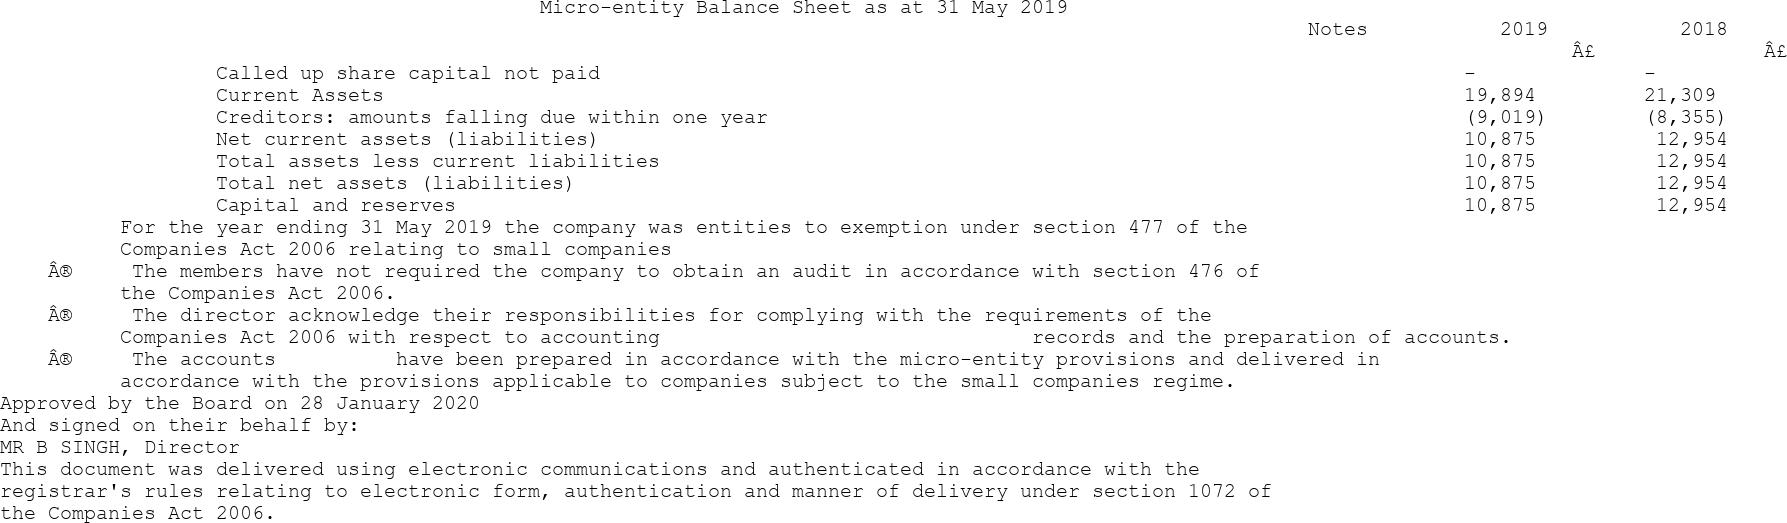 Micro-entity Balance Sheet as at 31 May 2019
Notes 2019 2018
Â£ Â£
Called up share capital not paid - -
Current Assets 19,894 21,309
Creditors: amounts falling due within one year (9,019) (8,355)
Net current assets (liabilities) 10,875 12,954
Total assets less current liabilities 10,875 12,954
Total net assets (liabilities) 10,875 12,954
Capital and reserves 10,875 12,954
For the year ending 31 May 2019 the company was entities to exemption under section 477 of the
Companies Act 2006 relating to small companies
Â® The members have not required the company to obtain an audit in accordance with section 476 of
the Companies Act 2006.
Â® The director acknowledge their responsibilities for complying with the requirements of the
Companies Act 2006 with respect to accounting records and the preparation of accounts.
Â® The accounts have been prepared in accordance with the micro-entity provisions and delivered in
accordance with the provisions applicable to companies subject to the small companies regime.
Approved by the Board on 28 January 2020
And signed on their behalf by:
MR B SINGH, Director
This document was delivered using electronic communications and authenticated in accordance with the
registrar's rules relating to electronic form, authentication and manner of delivery under section 1072 of
the Companies Act 2006.